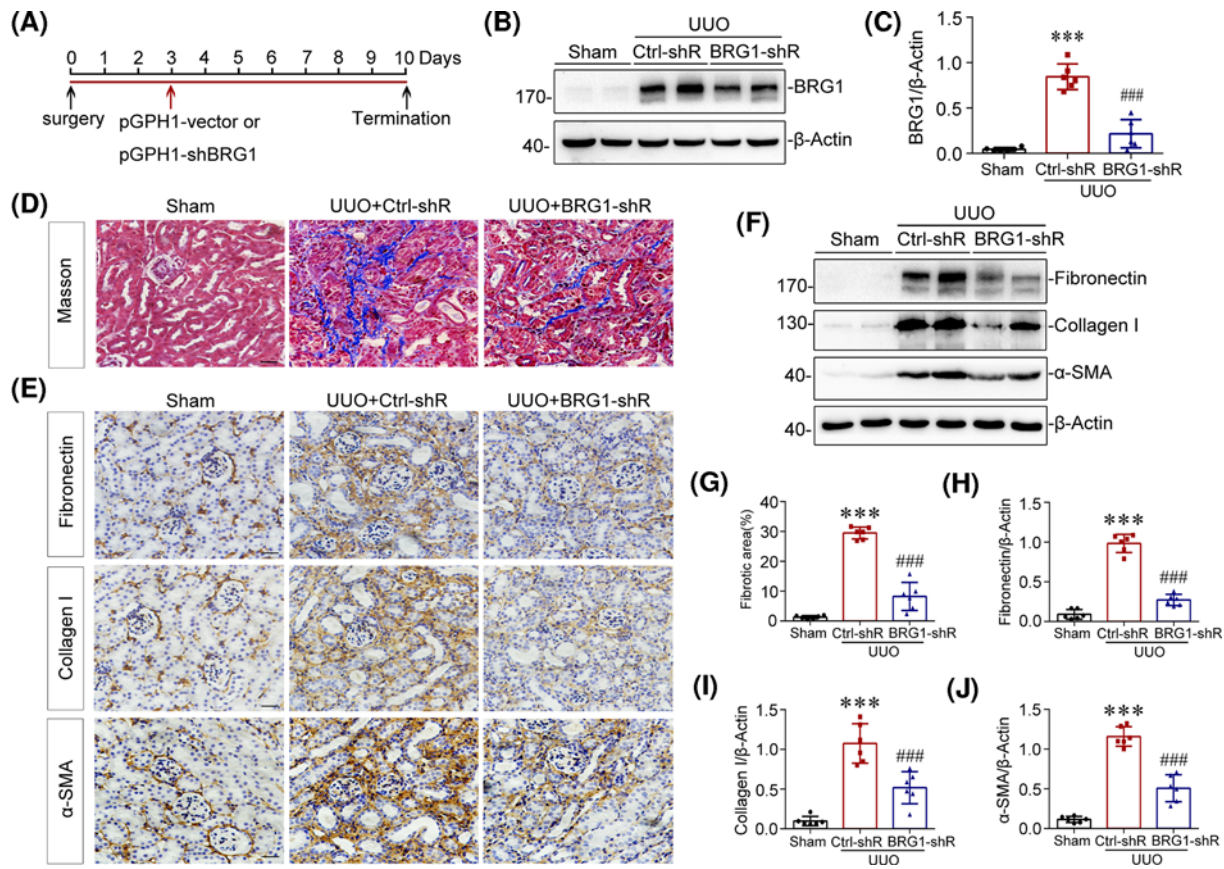 (A)
0 1 2 3 4 5 6 7 8 9 10 Days
surgery
pGPH1-vector or
pGPH1-shBRG1
Termination
(B)
UUO
Sham Ctrl-shR BRG1-shR
170-
-BRG1
40-
-β-Actin
(C)
BRG1/β-Actin
1.5
1.0
0.5
0.0
***
###
Sham Ctrl-shR BRG1-shR
UUO
(D)
Sham UUO+Ctrl-shR UUO+BRG1-shR
Masson
(E)
Sham UUO+Ctrl-shR UUO+BRG1-shR
Fibronectin
Collagen I
α-SMA
(F)
UUO
Sham Ctrl-shR BRG1-shR
170-
-Fibronectin
130-
-Collagen I
40-
-α-SMA
40-
-β-Actin
(G)
Fibrotic area(%)
40
30
20
10
0
***
###
Sham Ctrl-shR BRG1-shR
UUO
(H)
Fibronectin/β-Actin
1.5
1.0
0.5
0.0
***
###
Sham Ctrl-shR BRG1-shR
UUO
(I)
Collagen I/β-Actin
1.5
1.0
0.5
0.0
***
###
Sham Ctrl-shR BRG1-shR
UUO
(J)
α-SMA/β-Actin
1.5
1.0
0.5
0.0
***
###
Sham Ctrl-shR BRG1-shR
UUO